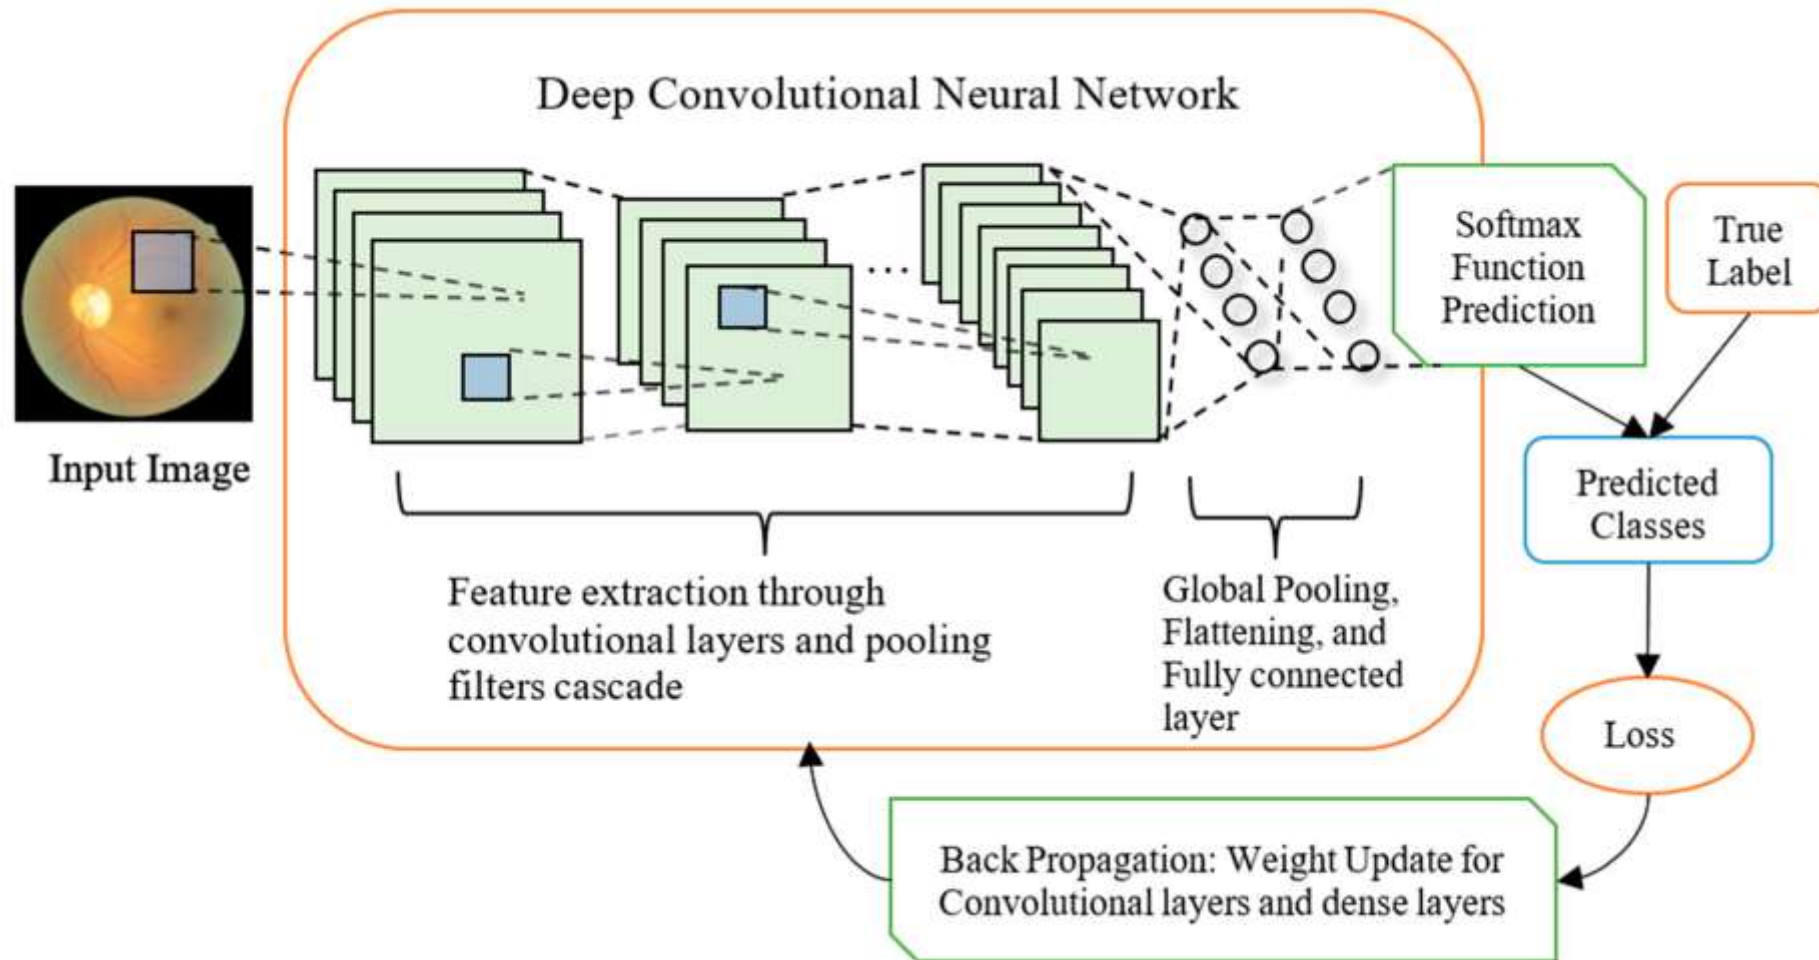 Deep Convolutional Neural Network
Input Image
Softmax
Function
Prediction
True
Label
Predicted
Classes
Feature extraction through
convolutional layers and pooling
filters cascade
Global Pooling,
Flattening, and
Fully connected
layer
Loss
Back Propagation: Weight Update for
Convolutional layers and dense layers